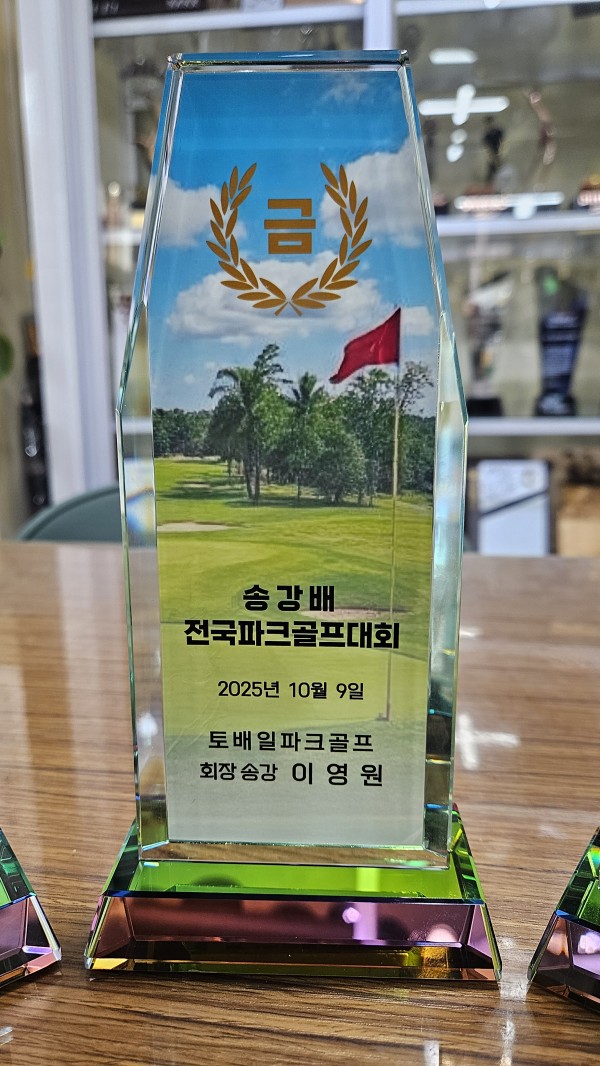 금
송강배
전국파크골프대회
2025년 10월 9일
토배일파크골프
회장 송강 이영원